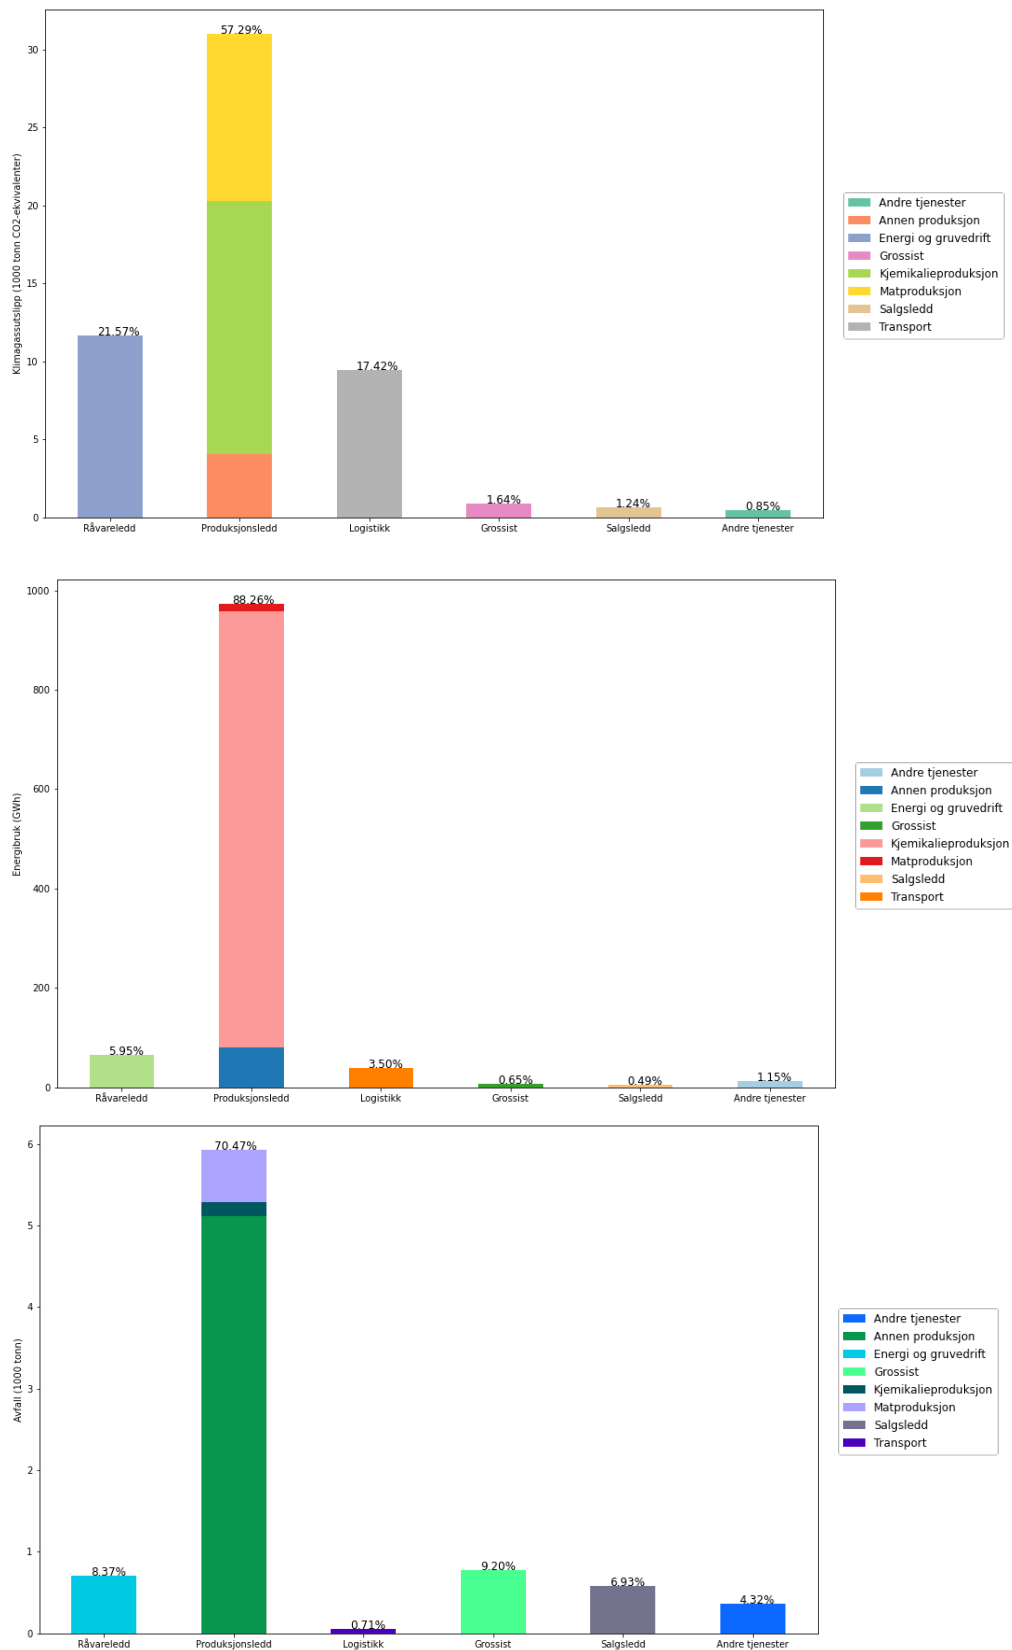 57.29%
30
25
20
15
10
5
0
Klimagassutslipp (1000 tonn CO2-ekvivalenter)
21.57%
17.42%
1.64%
1.24%
0.85%
Råvareledd
Produksjonsledd
Logistikk
Grossist
Salgsledd
Andre tjenester
Andre tjenester
Annen produksjon
Energi og gruvedrift
Grossist
Kjemikalieproduksjon
Matproduksjon
Salgsledd
Transport
1000
800
600
400
200
0
Energibruk (GWh)
88.26%
5.95%
3.50%
0.65%
0.49%
1.15%
Råvareledd
Produksjonsledd
Logistikk
Grossist
Salgsledd
Andre tjenester
Andre tjenester
Annen produksjon
Energi og gruvedrift
Grossist
Kjemikalieproduksjon
Matproduksjon
Salgsledd
Transport
6
5
4
3
2
1
0
Avfall (1000 tonn)
70.47%
8.37%
0.71%
9.20%
6.93%
4.32%
Råvareledd
Produksjonsledd
Logistikk
Grossist
Salgsledd
Andre tjenester
Andre tjenester
Annen produksjon
Energi og gruvedrift
Grossist
Kjemikalieproduksjon
Matproduksjon
Salgsledd
Transport